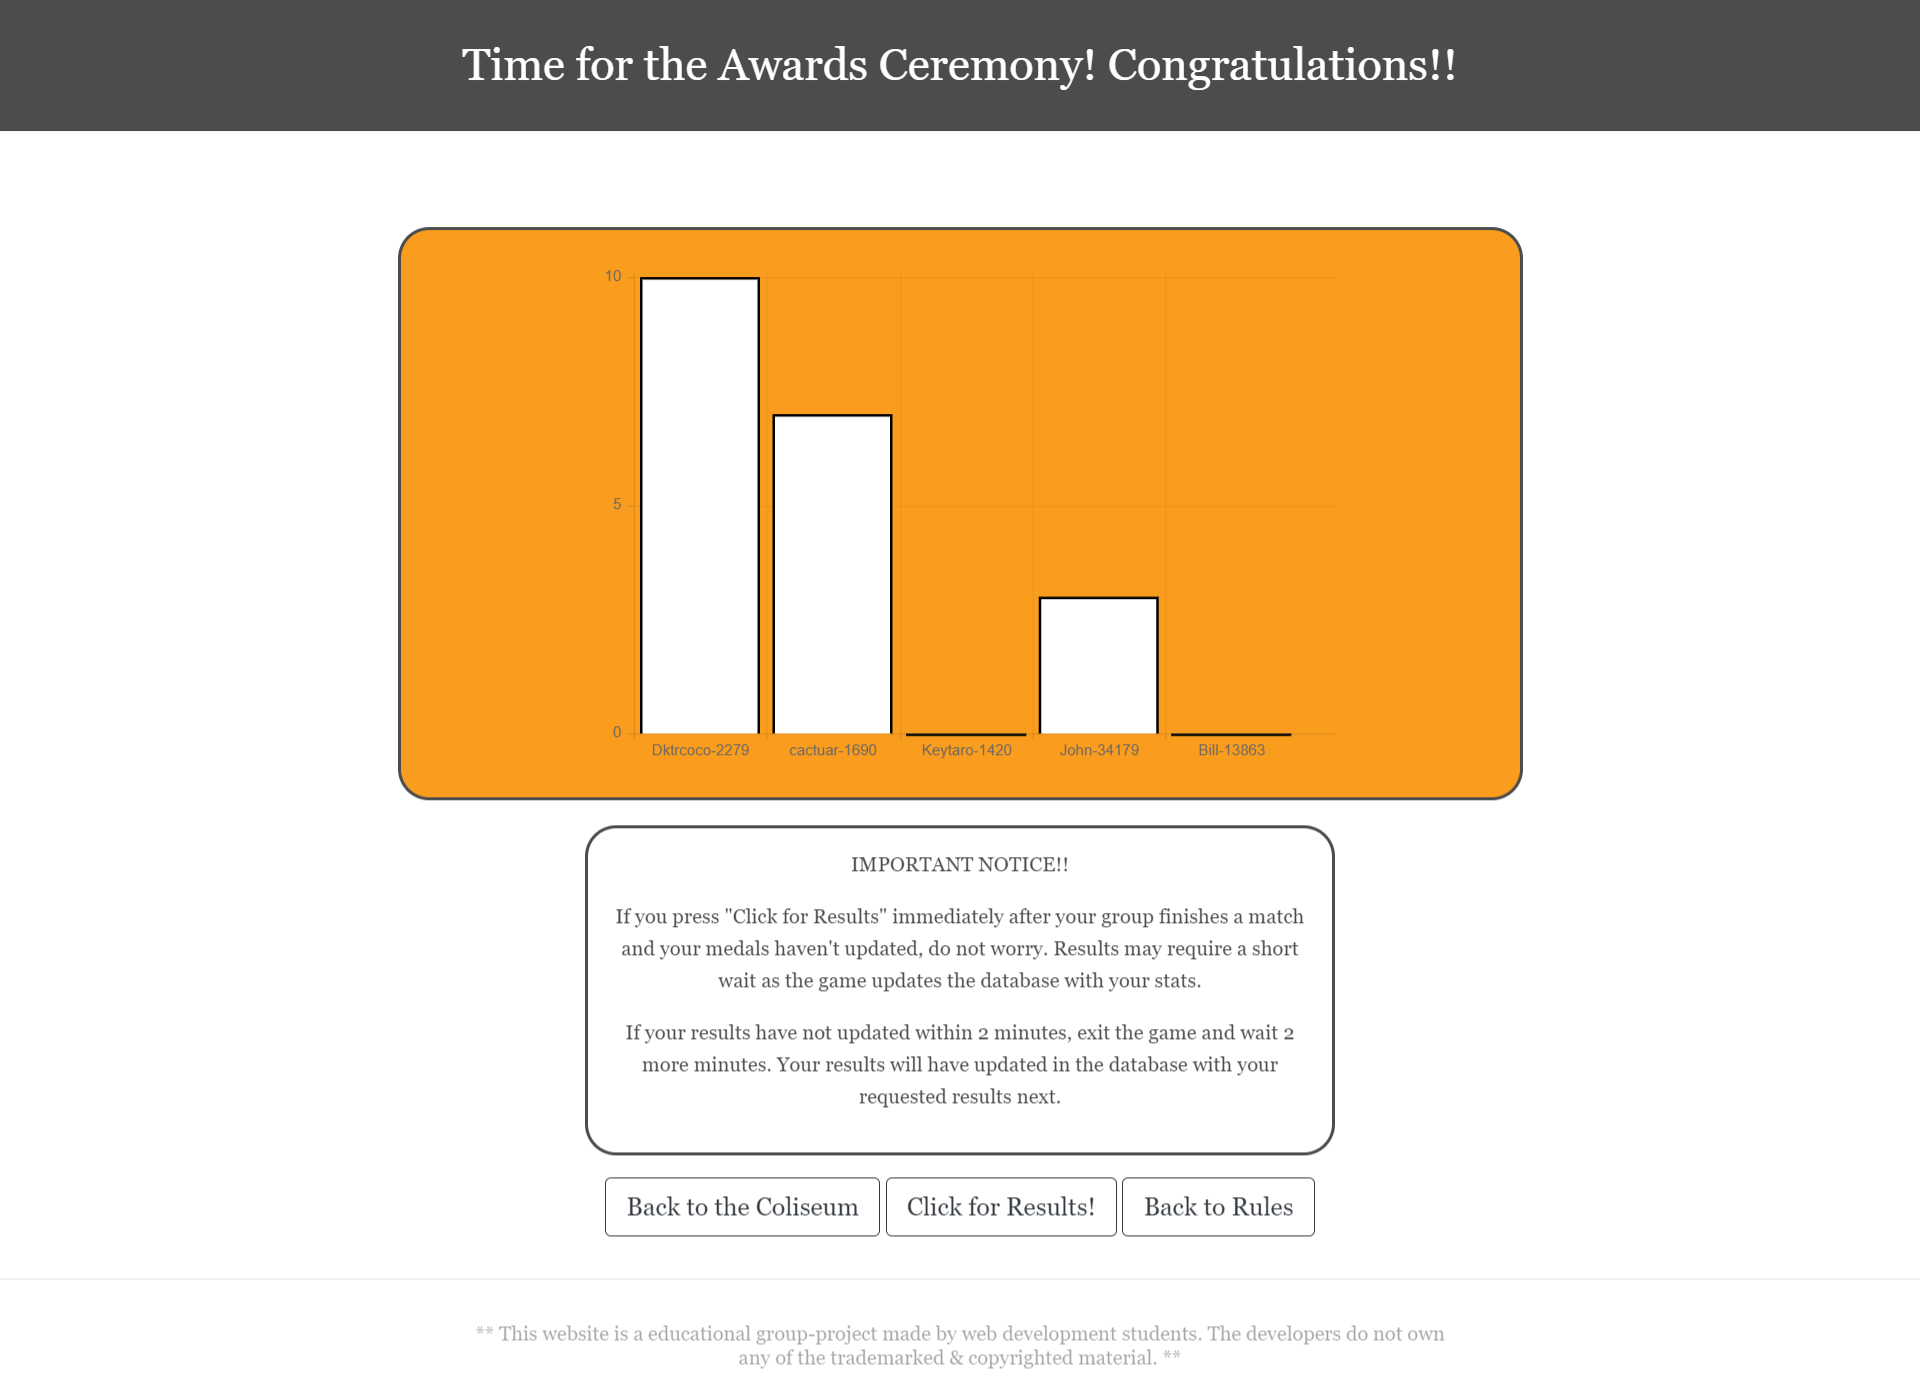 Time for the Awards Ceremony! Congratulations!!
10
5
0
Dktrcoco-2279 cactuar-1690 Keytaro-1420 John-34179 Bill-13863
IMPORTANT NOTICE!!
If you press "Click for Results" immediately after your group finishes a match
and your medals haven't updated, do not worry. Results may require a short
wait as the game updates the database with your stats.
If your results have not updated within 2 minutes, exit the game and wait 2
more minutes. Your results will have updated in the database with your
requested results next.
Back to the Coliseum Click for Results! Back to Rules
** This website is a educational group-project made by web development students. The developers do not own
any of the trademarked & copyrighted material. **